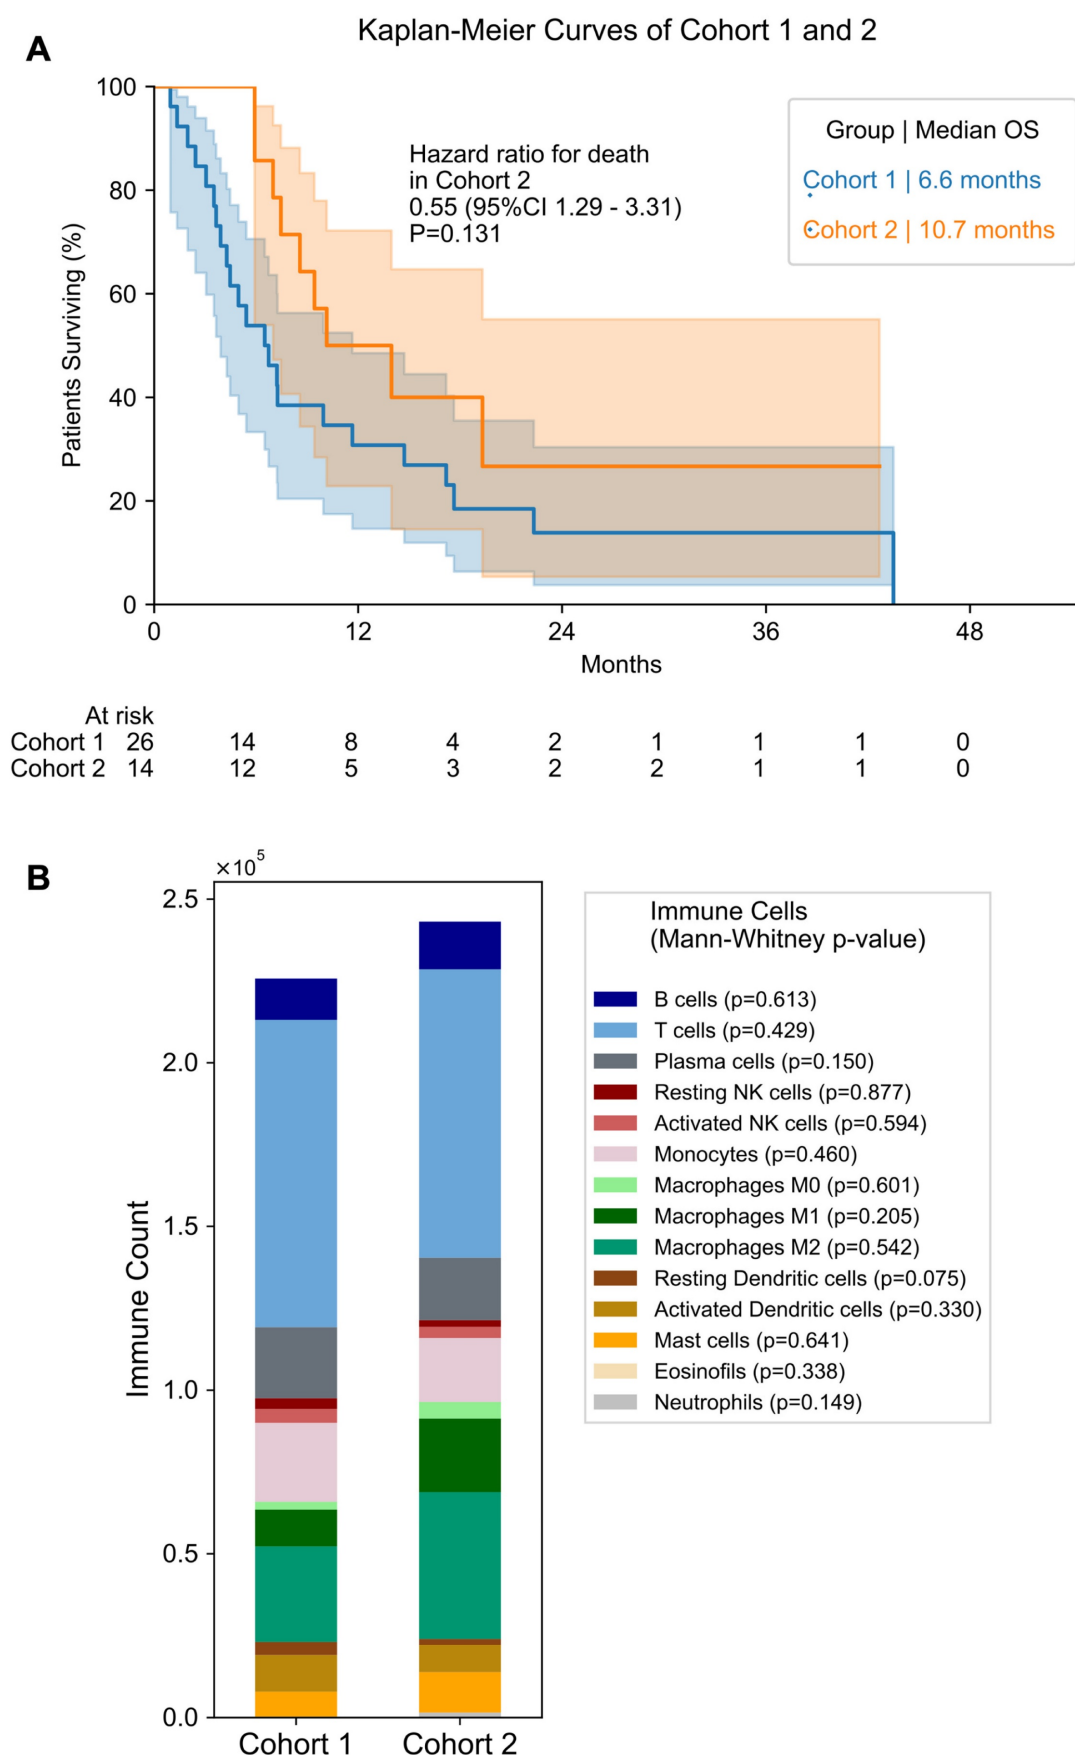 A
Kaplan-Meier Curves of Cohort 1 and 2
100
80
60
40
20
0
Patients Surviving (%)
Hazard ratio for death
in Cohort 2
0.55 (95%CI 1.29 - 3.31)
P=0.131
Group | Median OS
Cohort 1 | 6.6 months
Cohort 2 | 10.7 months
0 12 24 36 48
Months
At risk
Cohort 1 26 14 8 4 2 1 1 1 0
Cohort 2 14 12 5 3 2 2 1 1 0
B
×10⁵
2.5
2.0
1.5
1.0
0.5
0.0
Immune Count
Cohort 1 Cohort 2
Immune Cells
(Mann-Whitney p-value)
B cells (p=0.613)
T cells (p=0.429)
Plasma cells (p=0.150)
Resting NK cells (p=0.877)
Activated NK cells (p=0.594)
Monocytes (p=0.460)
Macrophages M0 (p=0.601)
Macrophages M1 (p=0.205)
Macrophages M2 (p=0.542)
Resting Dendritic cells (p=0.075)
Activated Dendritic cells (p=0.330)
Mast cells (p=0.641)
Eosinofils (p=0.338)
Neutrophils (p=0.149)